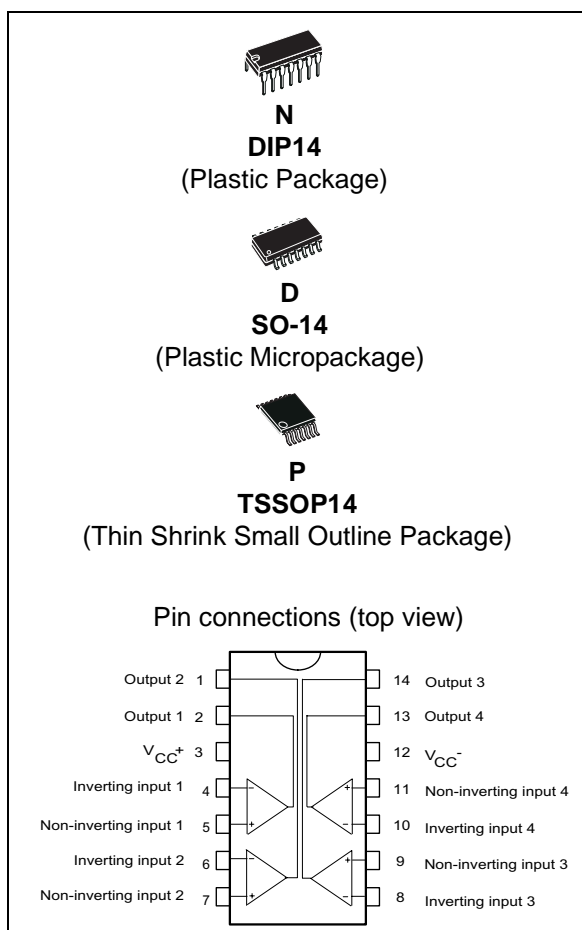 N
DIP14
(Plastic Package)
D
SO-14
(Plastic Micropackage)
P
TSSOP14
(Thin Shrink Small Outline Package)
Pin connections (top view)
Output 2 1 14 Output 3
Output 1 2 13 Output 4
VCC+ 3 12 VCC-
Inverting input 1 4 - + 11 Non-inverting input 4
Non-inverting input 1 5 + - 10 Inverting input 4
Inverting input 2 6 - + 9 Non-inverting input 3
Non-inverting input 2 7 + - 8 Inverting input 3